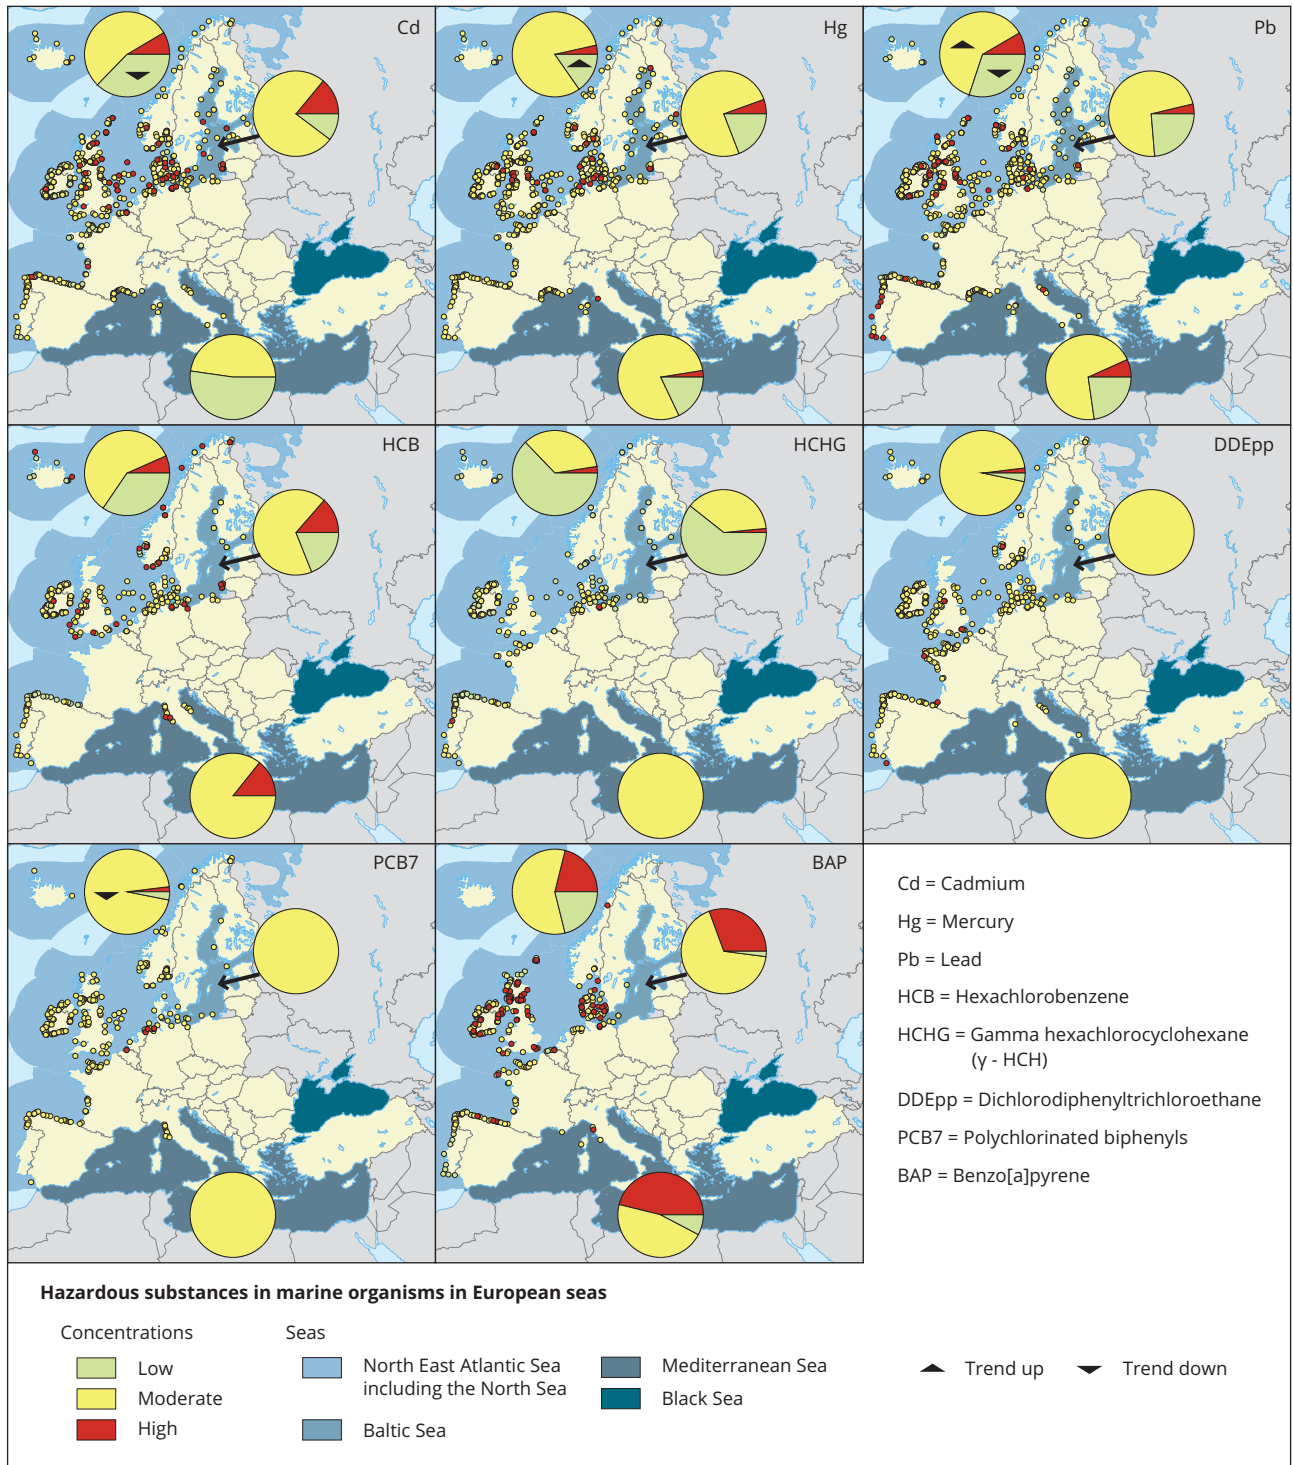 Cd
Hg
Pb
HCB
HCHG
DDEpp
PCB7
BAP
Cd = Cadmium
Hg = Mercury
Pb = Lead
HCB = Hexachlorobenzene
HCHG = Gamma hexachlorocyclohexane
(γ - HCH)
DDEpp = Dichlorodiphenyltrichloroethane
PCB7 = Polychlorinated biphenyls
BAP = Benzo[a]pyrene
Hazardous substances in marine organisms in European seas
Concentrations
Low
Moderate
High
Seas
North East Atlantic Sea
including the North Sea
Baltic Sea
Mediterranean Sea
Black Sea
Trend up
Trend down